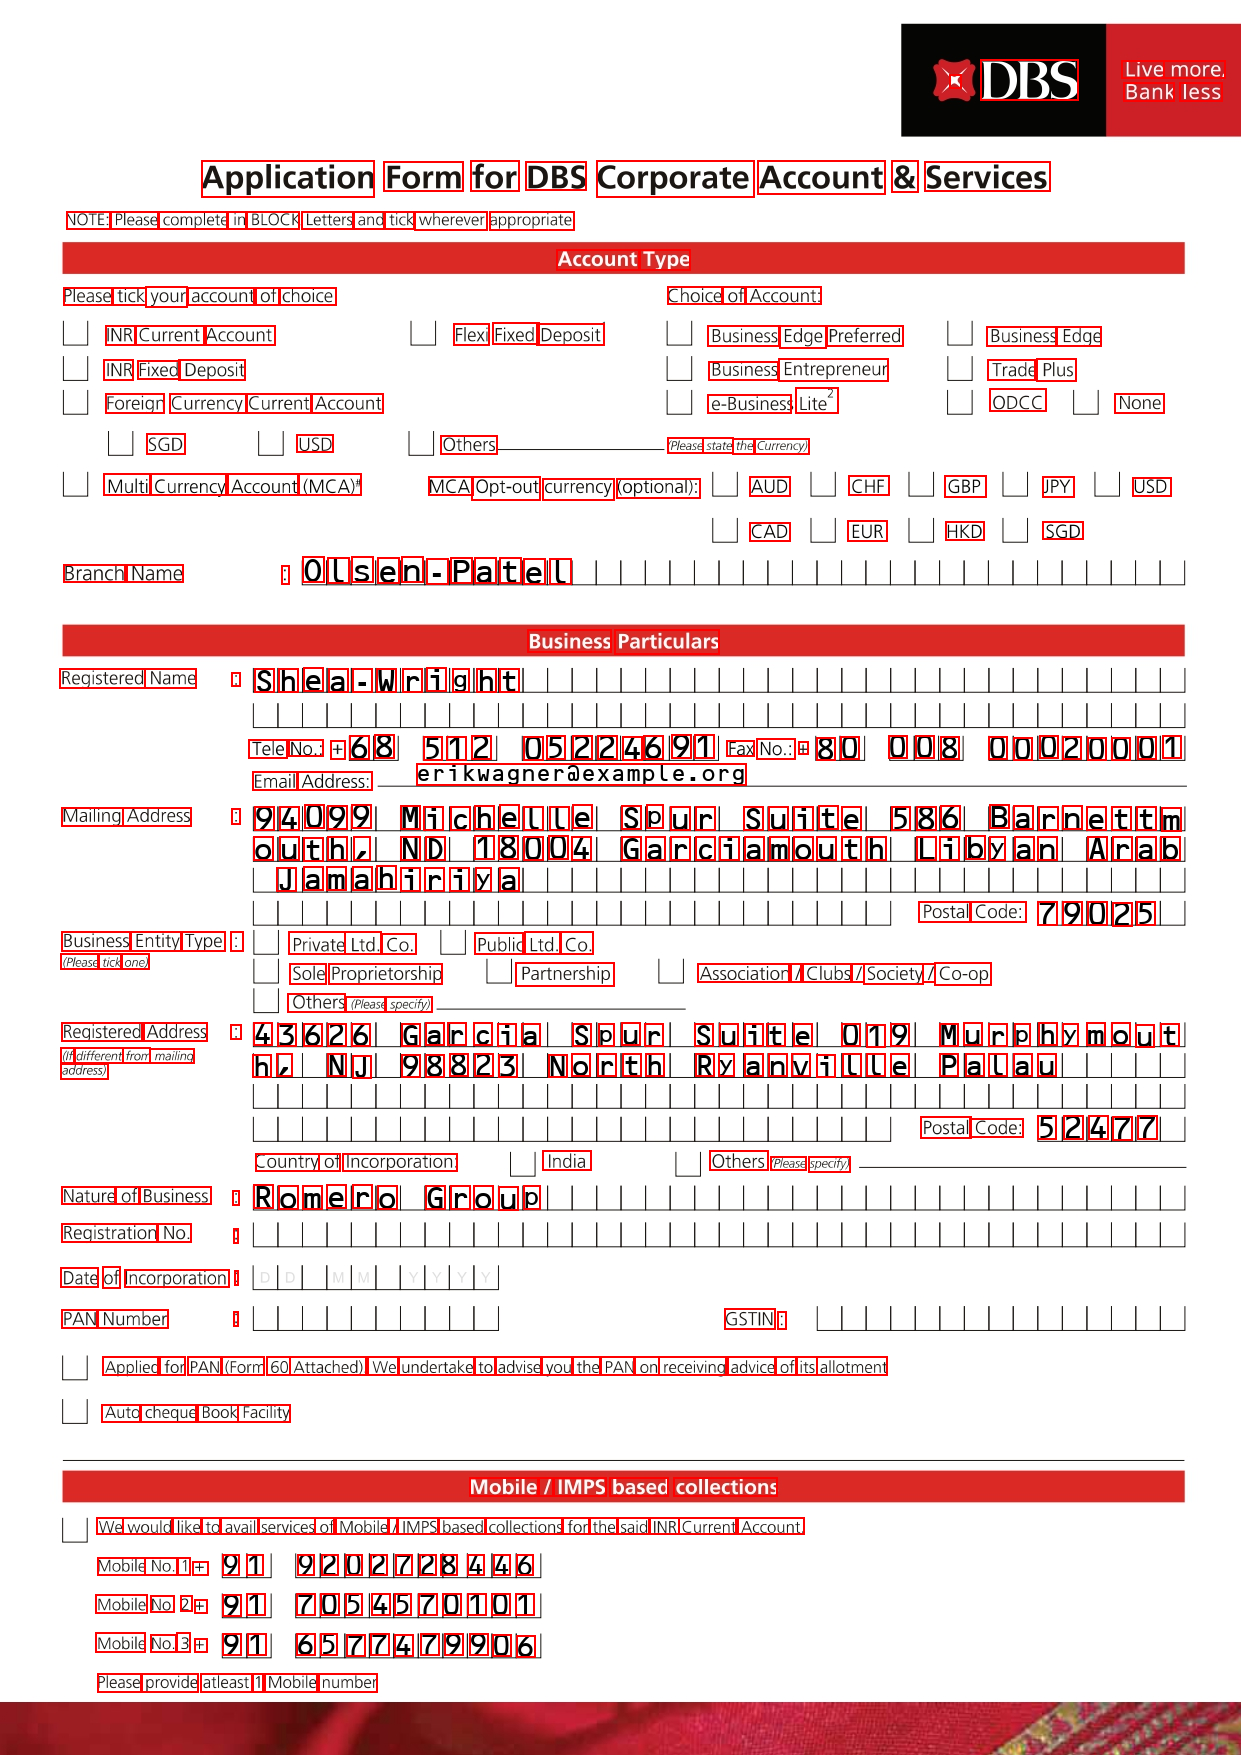 DBS
Live more,
Bank less
Application Form for DBS Corporate Account & Services
NOTE: Please complete in BLOCK Letters and tick wherever appropriate
Account Type
Please tick your account of choice
Choice of Account:
INR Current Account Flexi Fixed Deposit Business Edge Preferred Business Edge
INR Fixed Deposit Business Entrepreneur Trade Plus
Foreign Currency Current Account e-Business Lite2 ODCC None
SGD USD Others (Please state the Currency)
Multi Currency Account (MCA)# MCA Opt-out currency (optional): AUD CHF GBP JPY USD
CAD EUR HKD SGD
Branch Name : Olsen-Patel
Business Particulars
Registered Name : Shea-Wright
Tele No.: + 68 512 05224691 Fax No.: + 80 008 00020001
Email Address: erikwagner@example.org
Mailing Address : 94099 Michelle Spur Suite 586 Barnettm
outh, ND 18004 Garciamouth Libyan Arab
Jamahiriya
Postal Code: 79025
Business Entity Type : Private Ltd. Co. Public Ltd. Co.
(Please tick one)
Sole Proprietorship Partnership Association / Clubs / Society / Co-op
Others (Please specify)
Registered Address : 43626 Garcia Spur Suite 019 Murphymout
(If different from mailing address)
h, NJ 98823 North Ryanville Palau
Postal Code: 52477
Country of Incorporation: India Others (Please specify)
Nature of Business : Romero Group
Registration No. :
Date of Incorporation : D D M M Y Y Y Y
PAN Number : GSTIN :
Applied for PAN (Form 60 Attached). We undertake to advise you the PAN on receiving advice of its allotment
Auto cheque Book Facility
Mobile / IMPS based collections
We would like to avail services of Mobile / IMPS based collections for the said INR Current Account.
Mobile No. 1 + 91 9202728446
Mobile No. 2 + 91 7054570101
Mobile No. 3 + 91 6577479906
Please provide atleast 1 Mobile number